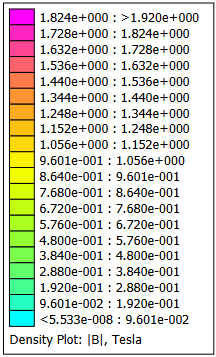 1.824e+000 : >1.920e+000
1.728e+000 : 1.824e+000
1.632e+000 : 1.728e+000
1.536e+000 : 1.632e+000
1.440e+000 : 1.536e+000
1.344e+000 : 1.440e+000
1.248e+000 : 1.344e+000
1.152e+000 : 1.248e+000
1.056e+000 : 1.152e+000
9.601e-001 : 1.056e+000
8.640e-001 : 9.601e-001
7.680e-001 : 8.640e-001
6.720e-001 : 7.680e-001
5.760e-001 : 6.720e-001
4.800e-001 : 5.760e-001
3.840e-001 : 4.800e-001
2.880e-001 : 3.840e-001
1.920e-001 : 2.880e-001
9.601e-002 : 1.920e-001
<5.533e-008 : 9.601e-002
Density Plot: |B|, Tesla